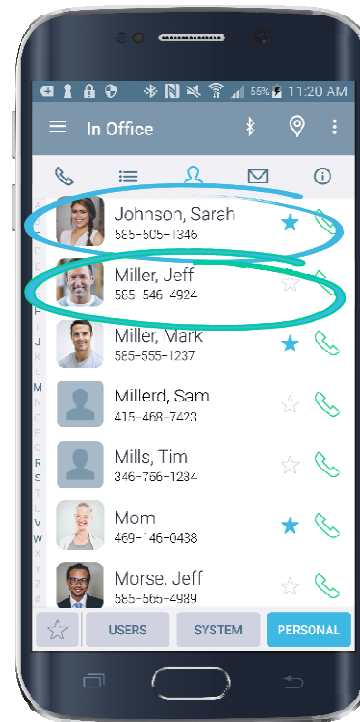 55% 11:20 AM
In Office
Johnson, Sarah
585-505-1346
Miller, Jeff
585-546-4924
Miller, Mark
585-555-1237
Millerd, Sam
415-468-7423
Mills, Tim
346-756-1234
Mom
469-146-0438
Morse, Jeff
585-565-4989
USERS SYSTEM PERSONAL